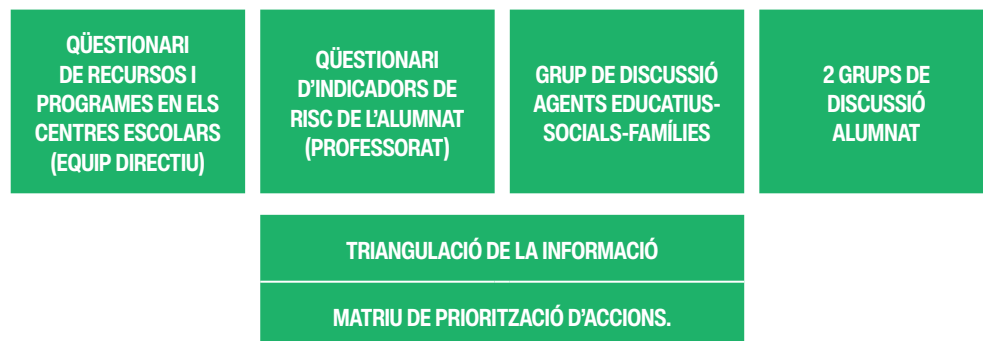 QÜESTIONARI
DE RECURSOS I
PROGRAMES EN ELS
CENTRES ESCOLARS
(EQUIP DIRECTIU)
QÜESTIONARI
D'INDICADORS DE
RISC DE L'ALUMNAT
(PROFESSORAT)
GRUP DE DISCUSSIÓ
AGENTS EDUCATIUS-
SOCIALS-FAMÍLIES
2 GRUPS DE
DISCUSSIÓ
ALUMNAT
TRIANGULACIÓ DE LA INFORMACIÓ
MATRIU DE PRIORITZACIÓ D'ACCIONS.